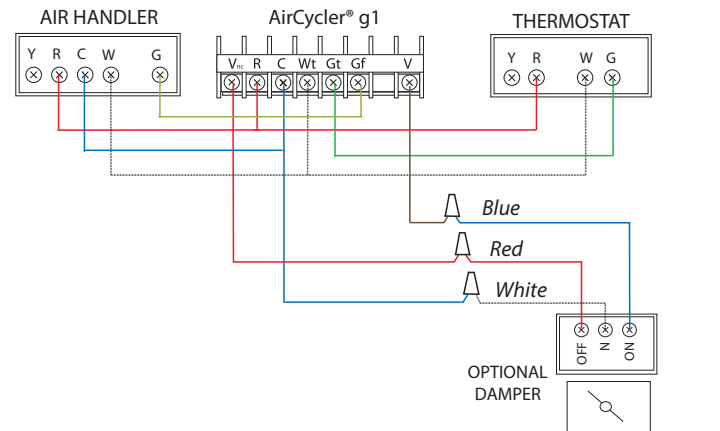 AIR HANDLER
AirCycler® g1
THERMOSTAT
Y R C W G
Vnc R C Wt Gt Gf V
Y R W G
Blue
Red
White
OFF
N
ON
OPTIONAL
DAMPER